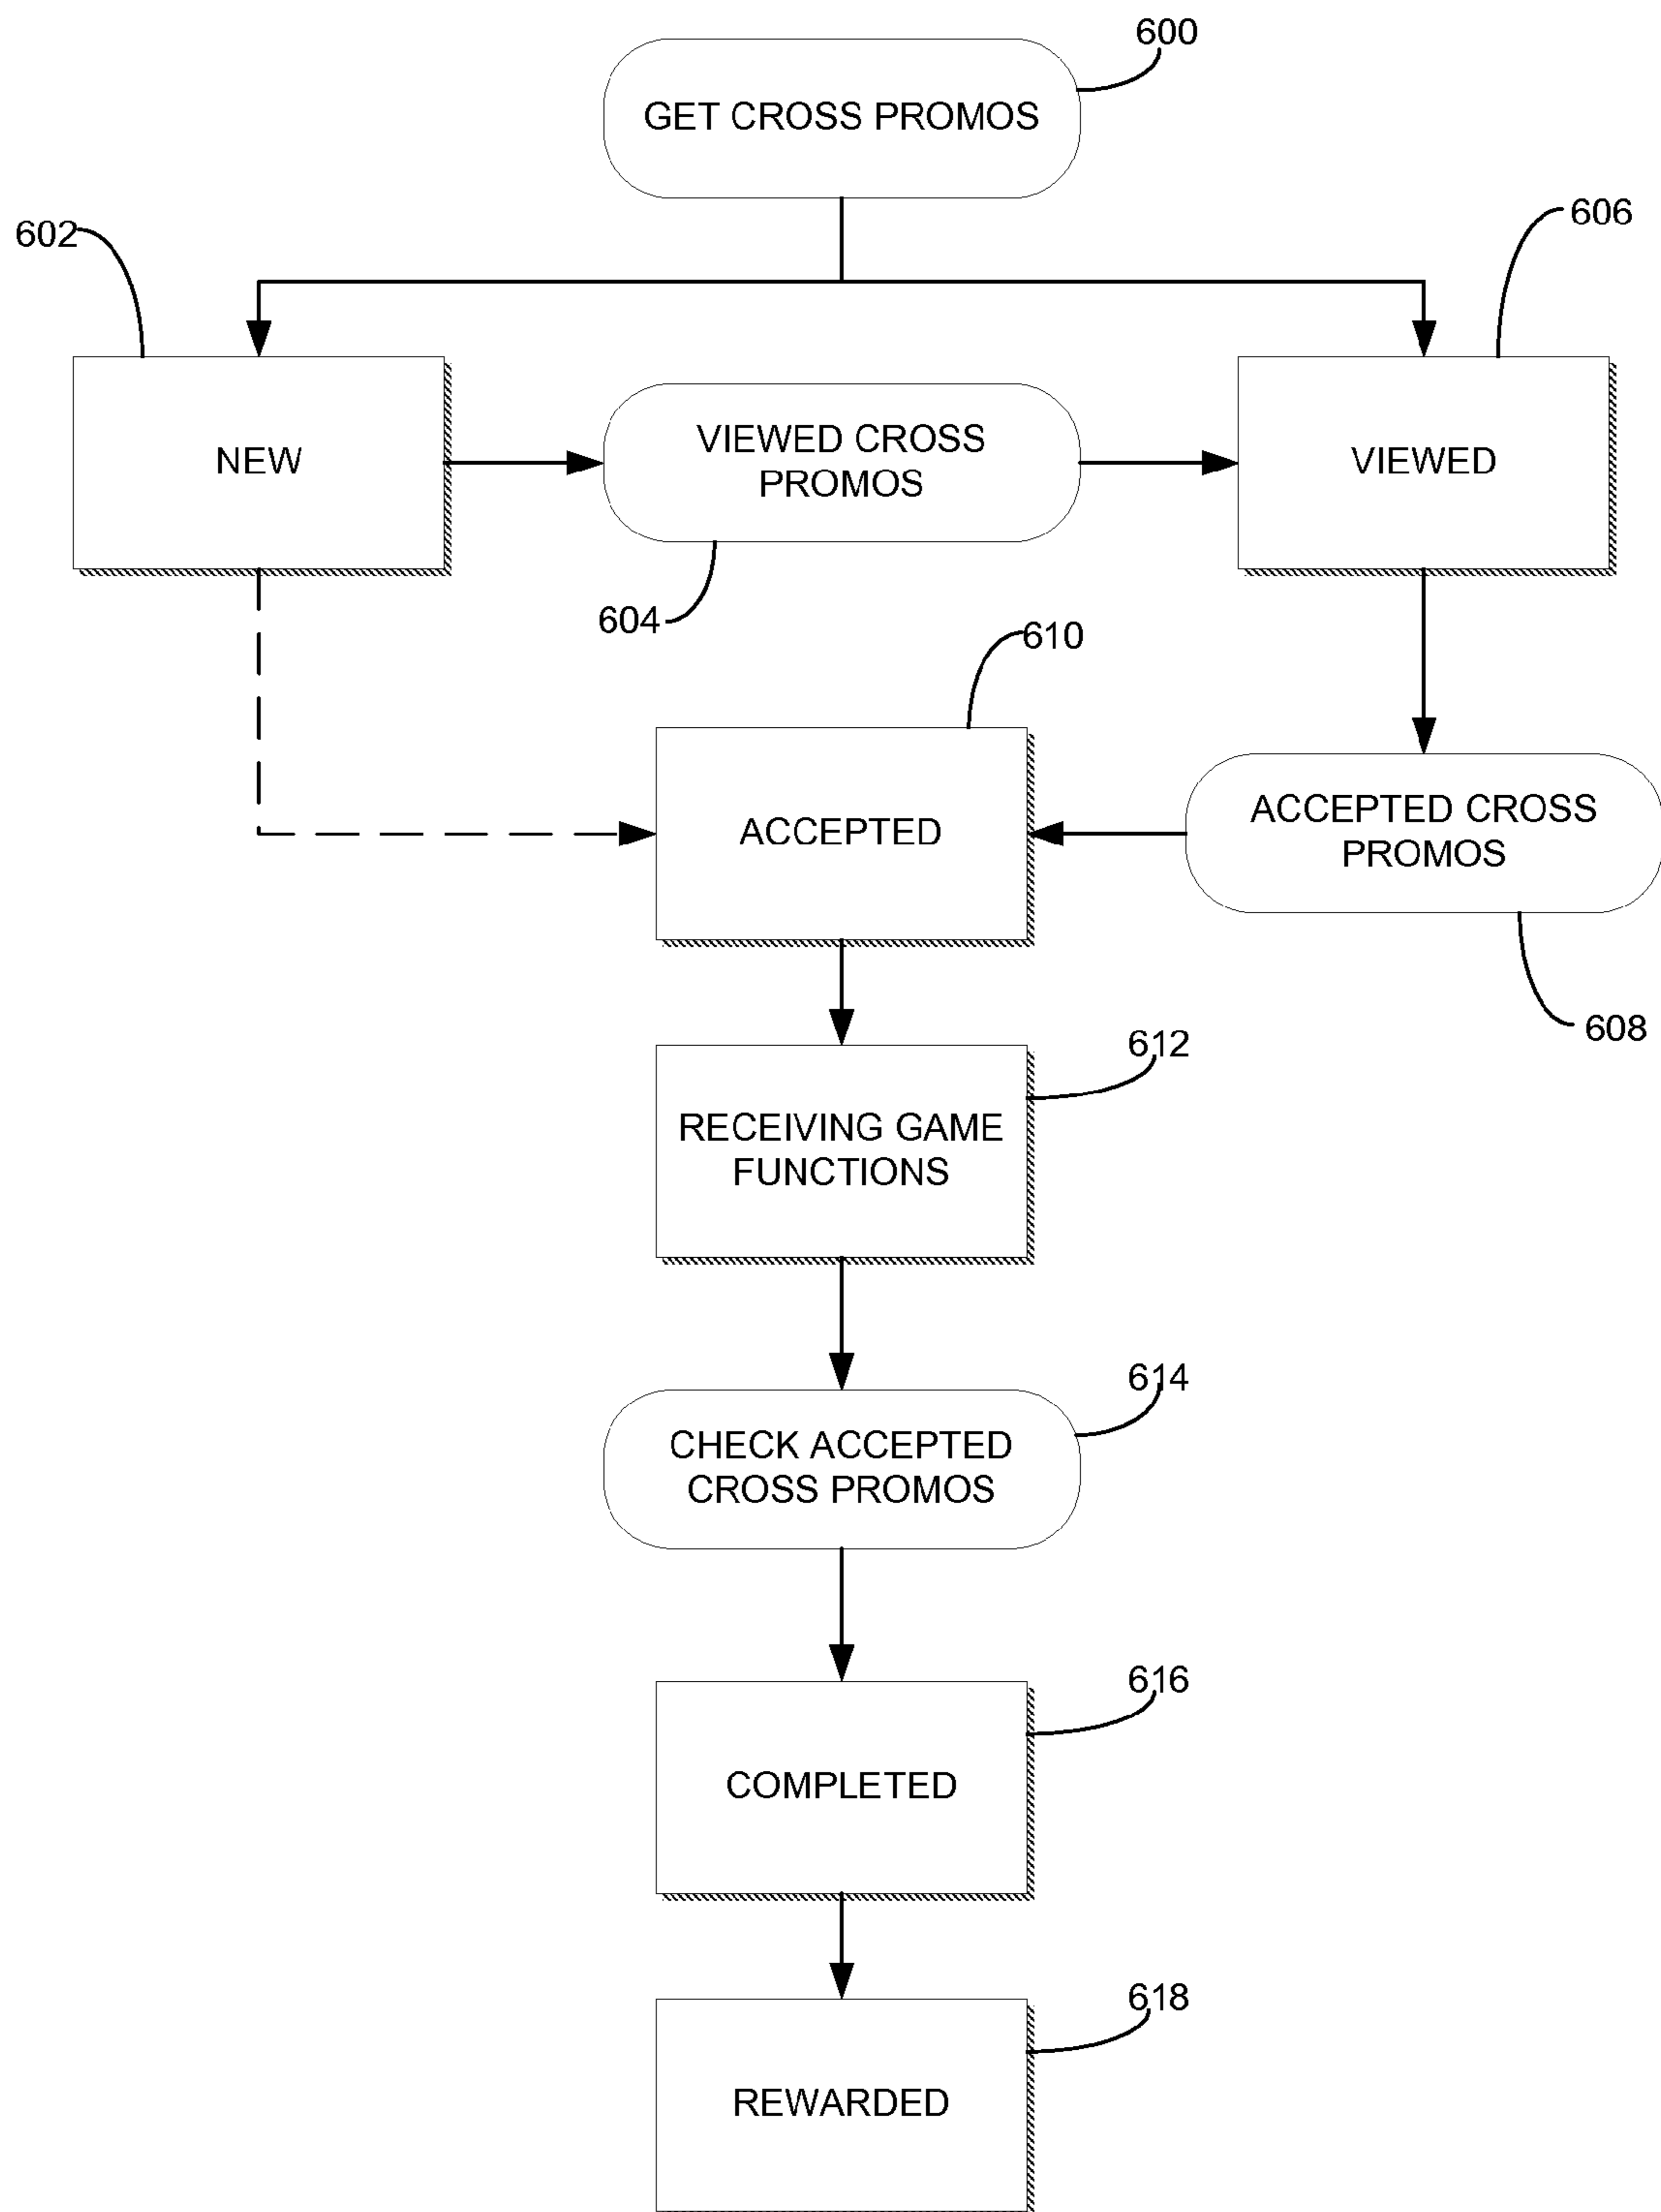 600
GET CROSS PROMOS
602
606
NEW
VIEWED CROSS
PROMOS
VIEWED
604
610
ACCEPTED
ACCEPTED CROSS
PROMOS
608
612
RECEIVING GAME
FUNCTIONS
614
CHECK ACCEPTED
CROSS PROMOS
616
COMPLETED
618
REWARDED